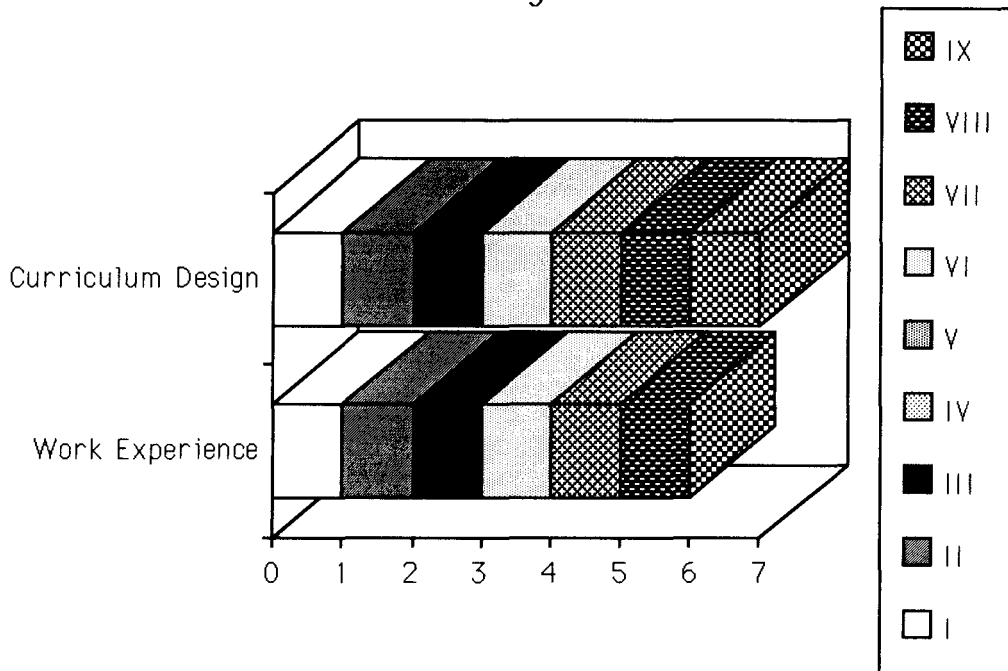 IX
VIII
VII
VI
V
IV
III
II
I
Curriculum Design
Work Experience
0 1 2 3 4 5 6 7